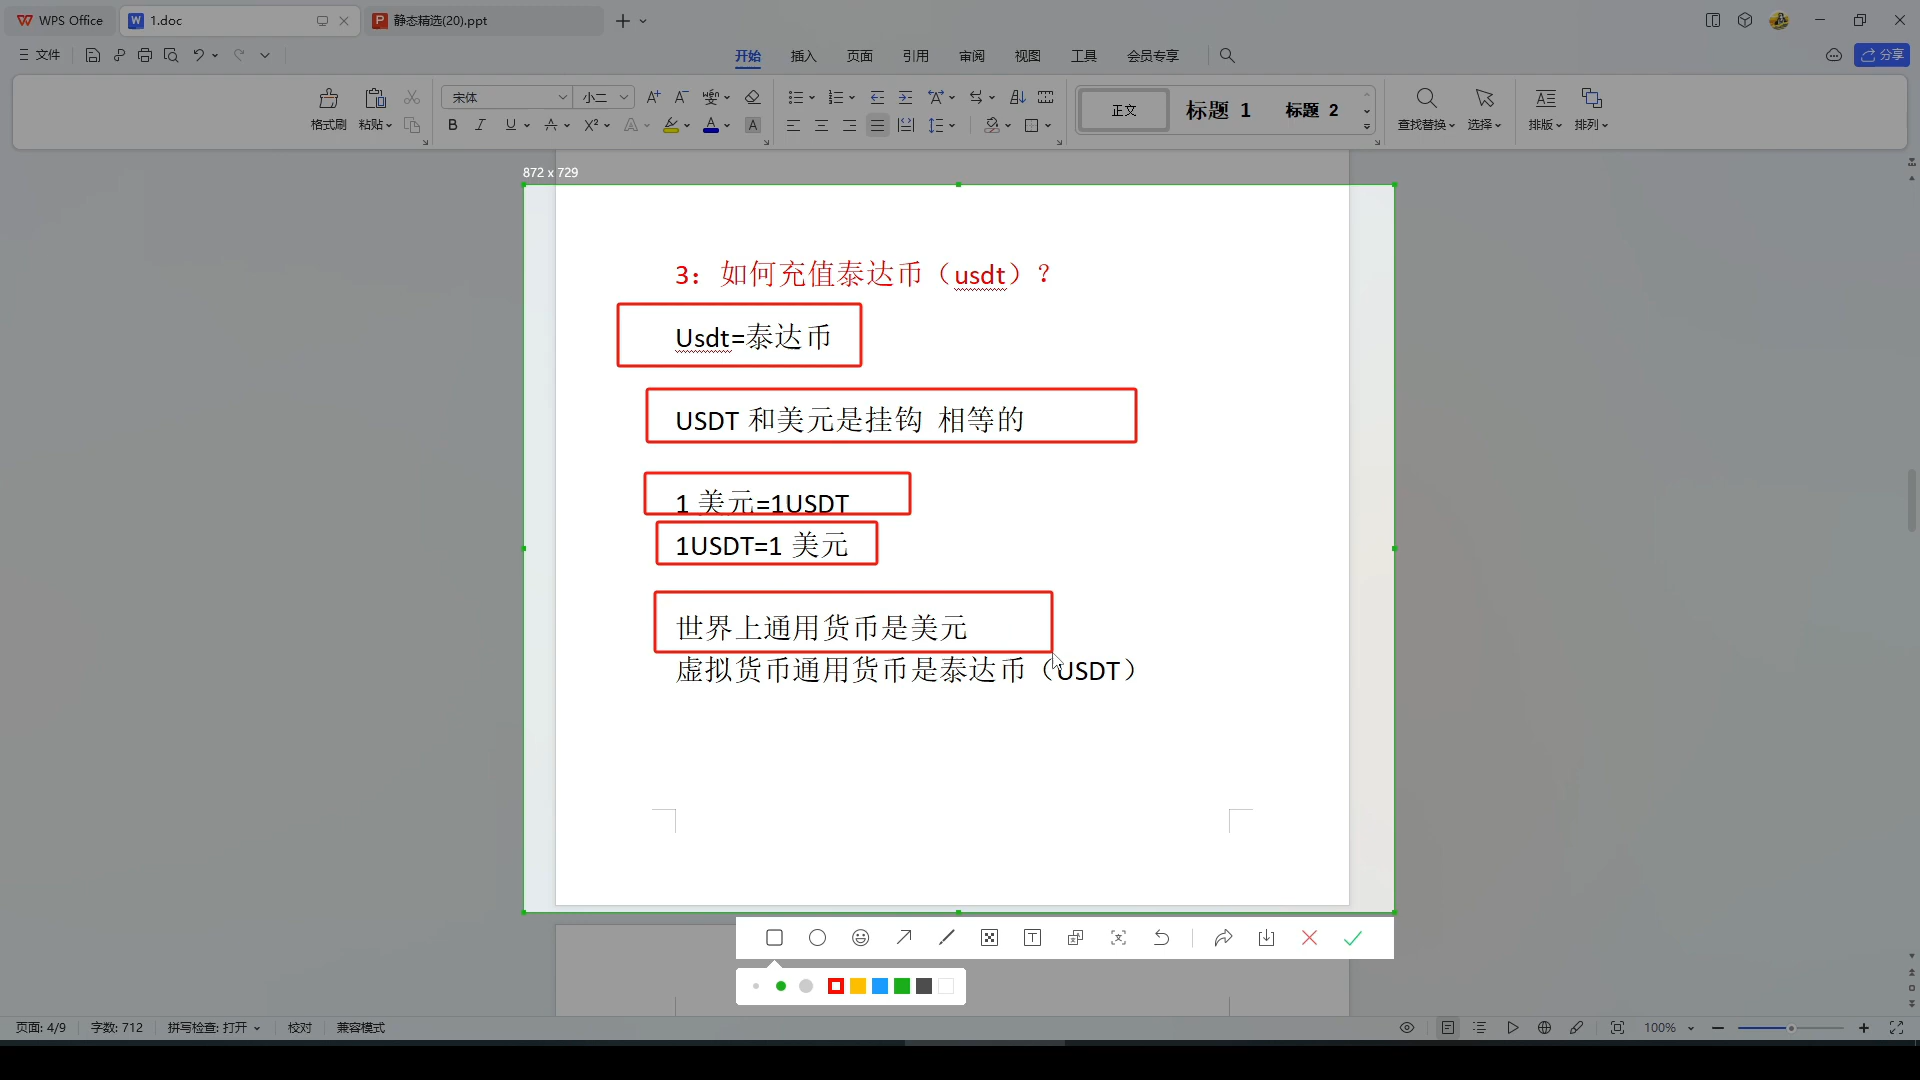 WPS Office
1.doc
静态精选(20).ppt
文件
开始
插入
页面
引用
审阅
视图
工具
会员专享
分享
格式刷
粘贴
宋体
小二
正文
标题 1
标题 2
查找替换
选择
排版
排列
872 x 729
3：如何充值泰达币（usdt）？
Usdt=泰达币
USDT 和美元是挂钩 相等的
1 美元=1USDT
1USDT=1 美元
世界上通用货币是美元
虚拟货币通用货币是泰达币（USDT）
页面: 4/9
字数: 712
拼写检查: 打开
校对
兼容模式
100%